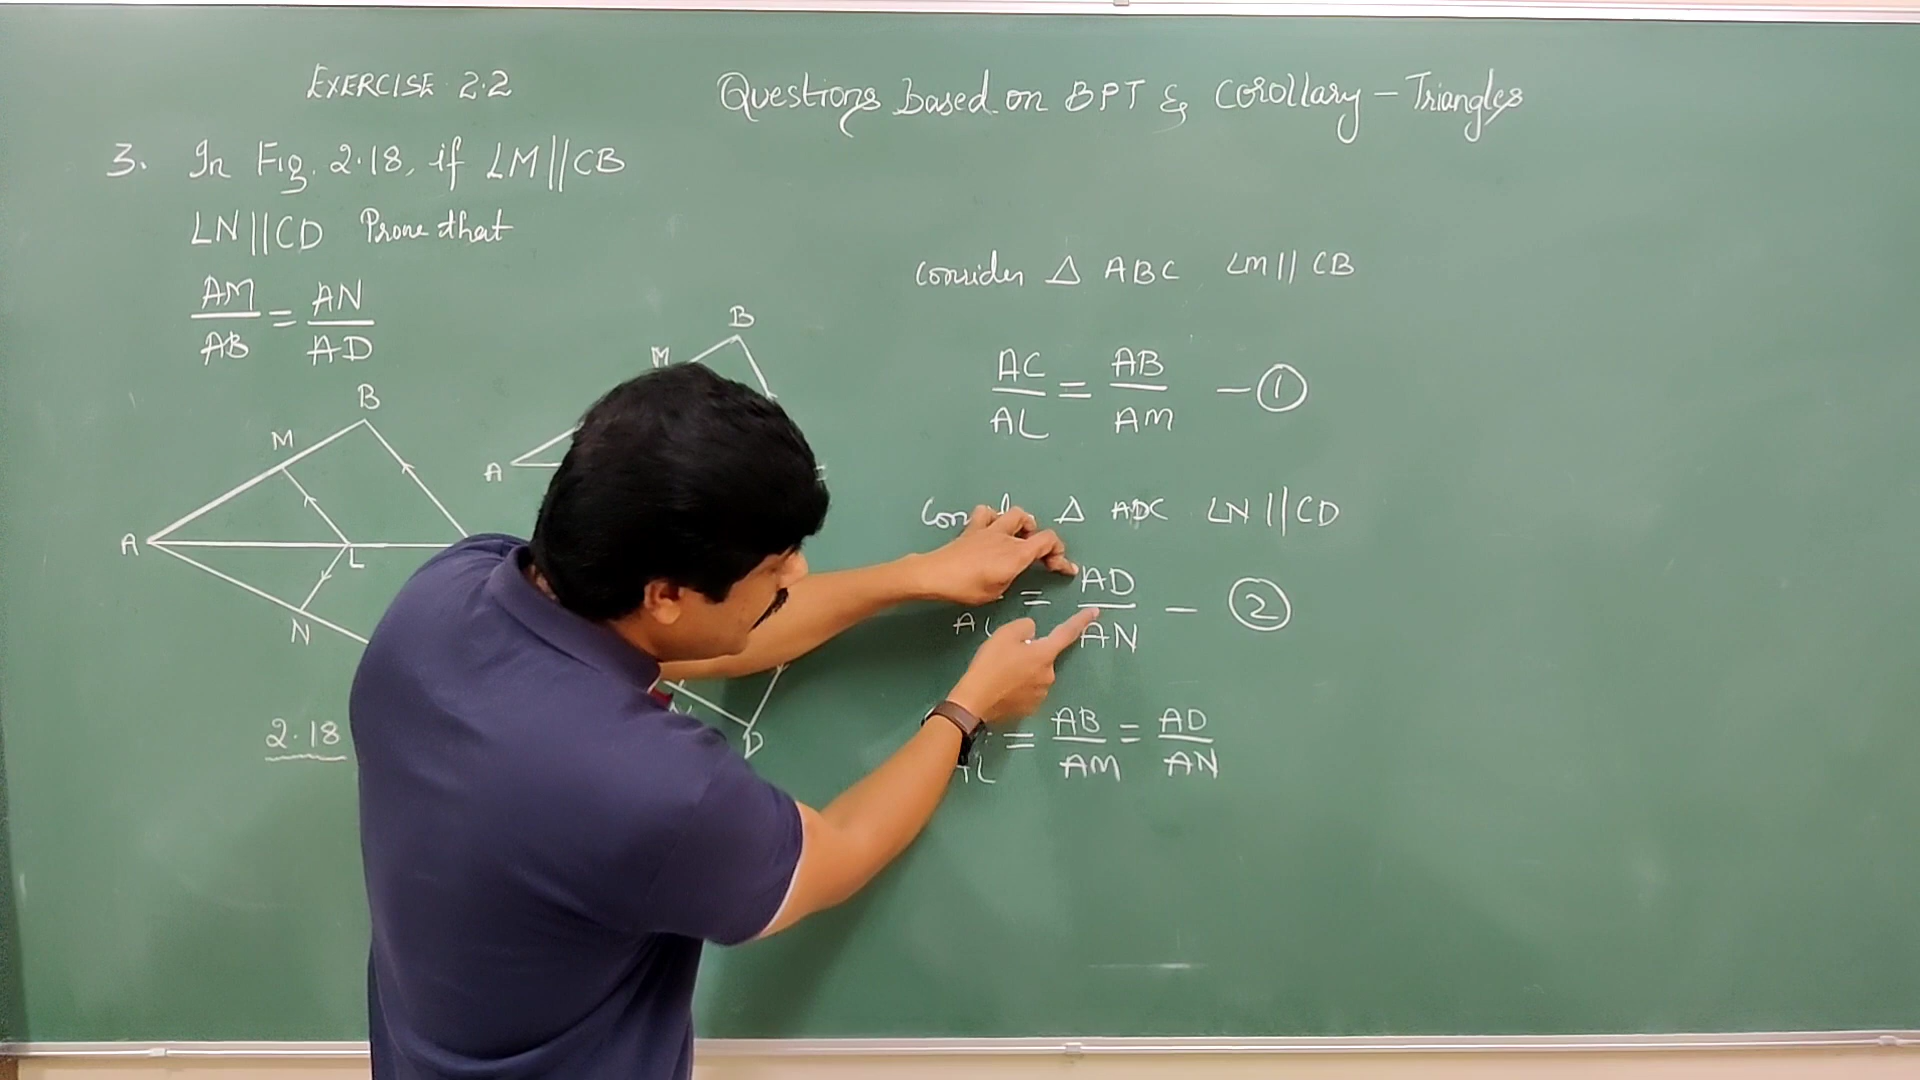 EXERCISE 2.2
Questions based on BPT & Corollary - Triangles
3. In Fig. 2.18, if LM || CB
LN || CD Prove that
AM/AB = AN/AD
B
M
A
L
N
2.18
B
M
A
D
Consider △ ABC LM || CB
AC/AL = AB/AM - ①
△ ADC LN || CD
= AD/AN - ②
AL = AB/AM = AD/AN